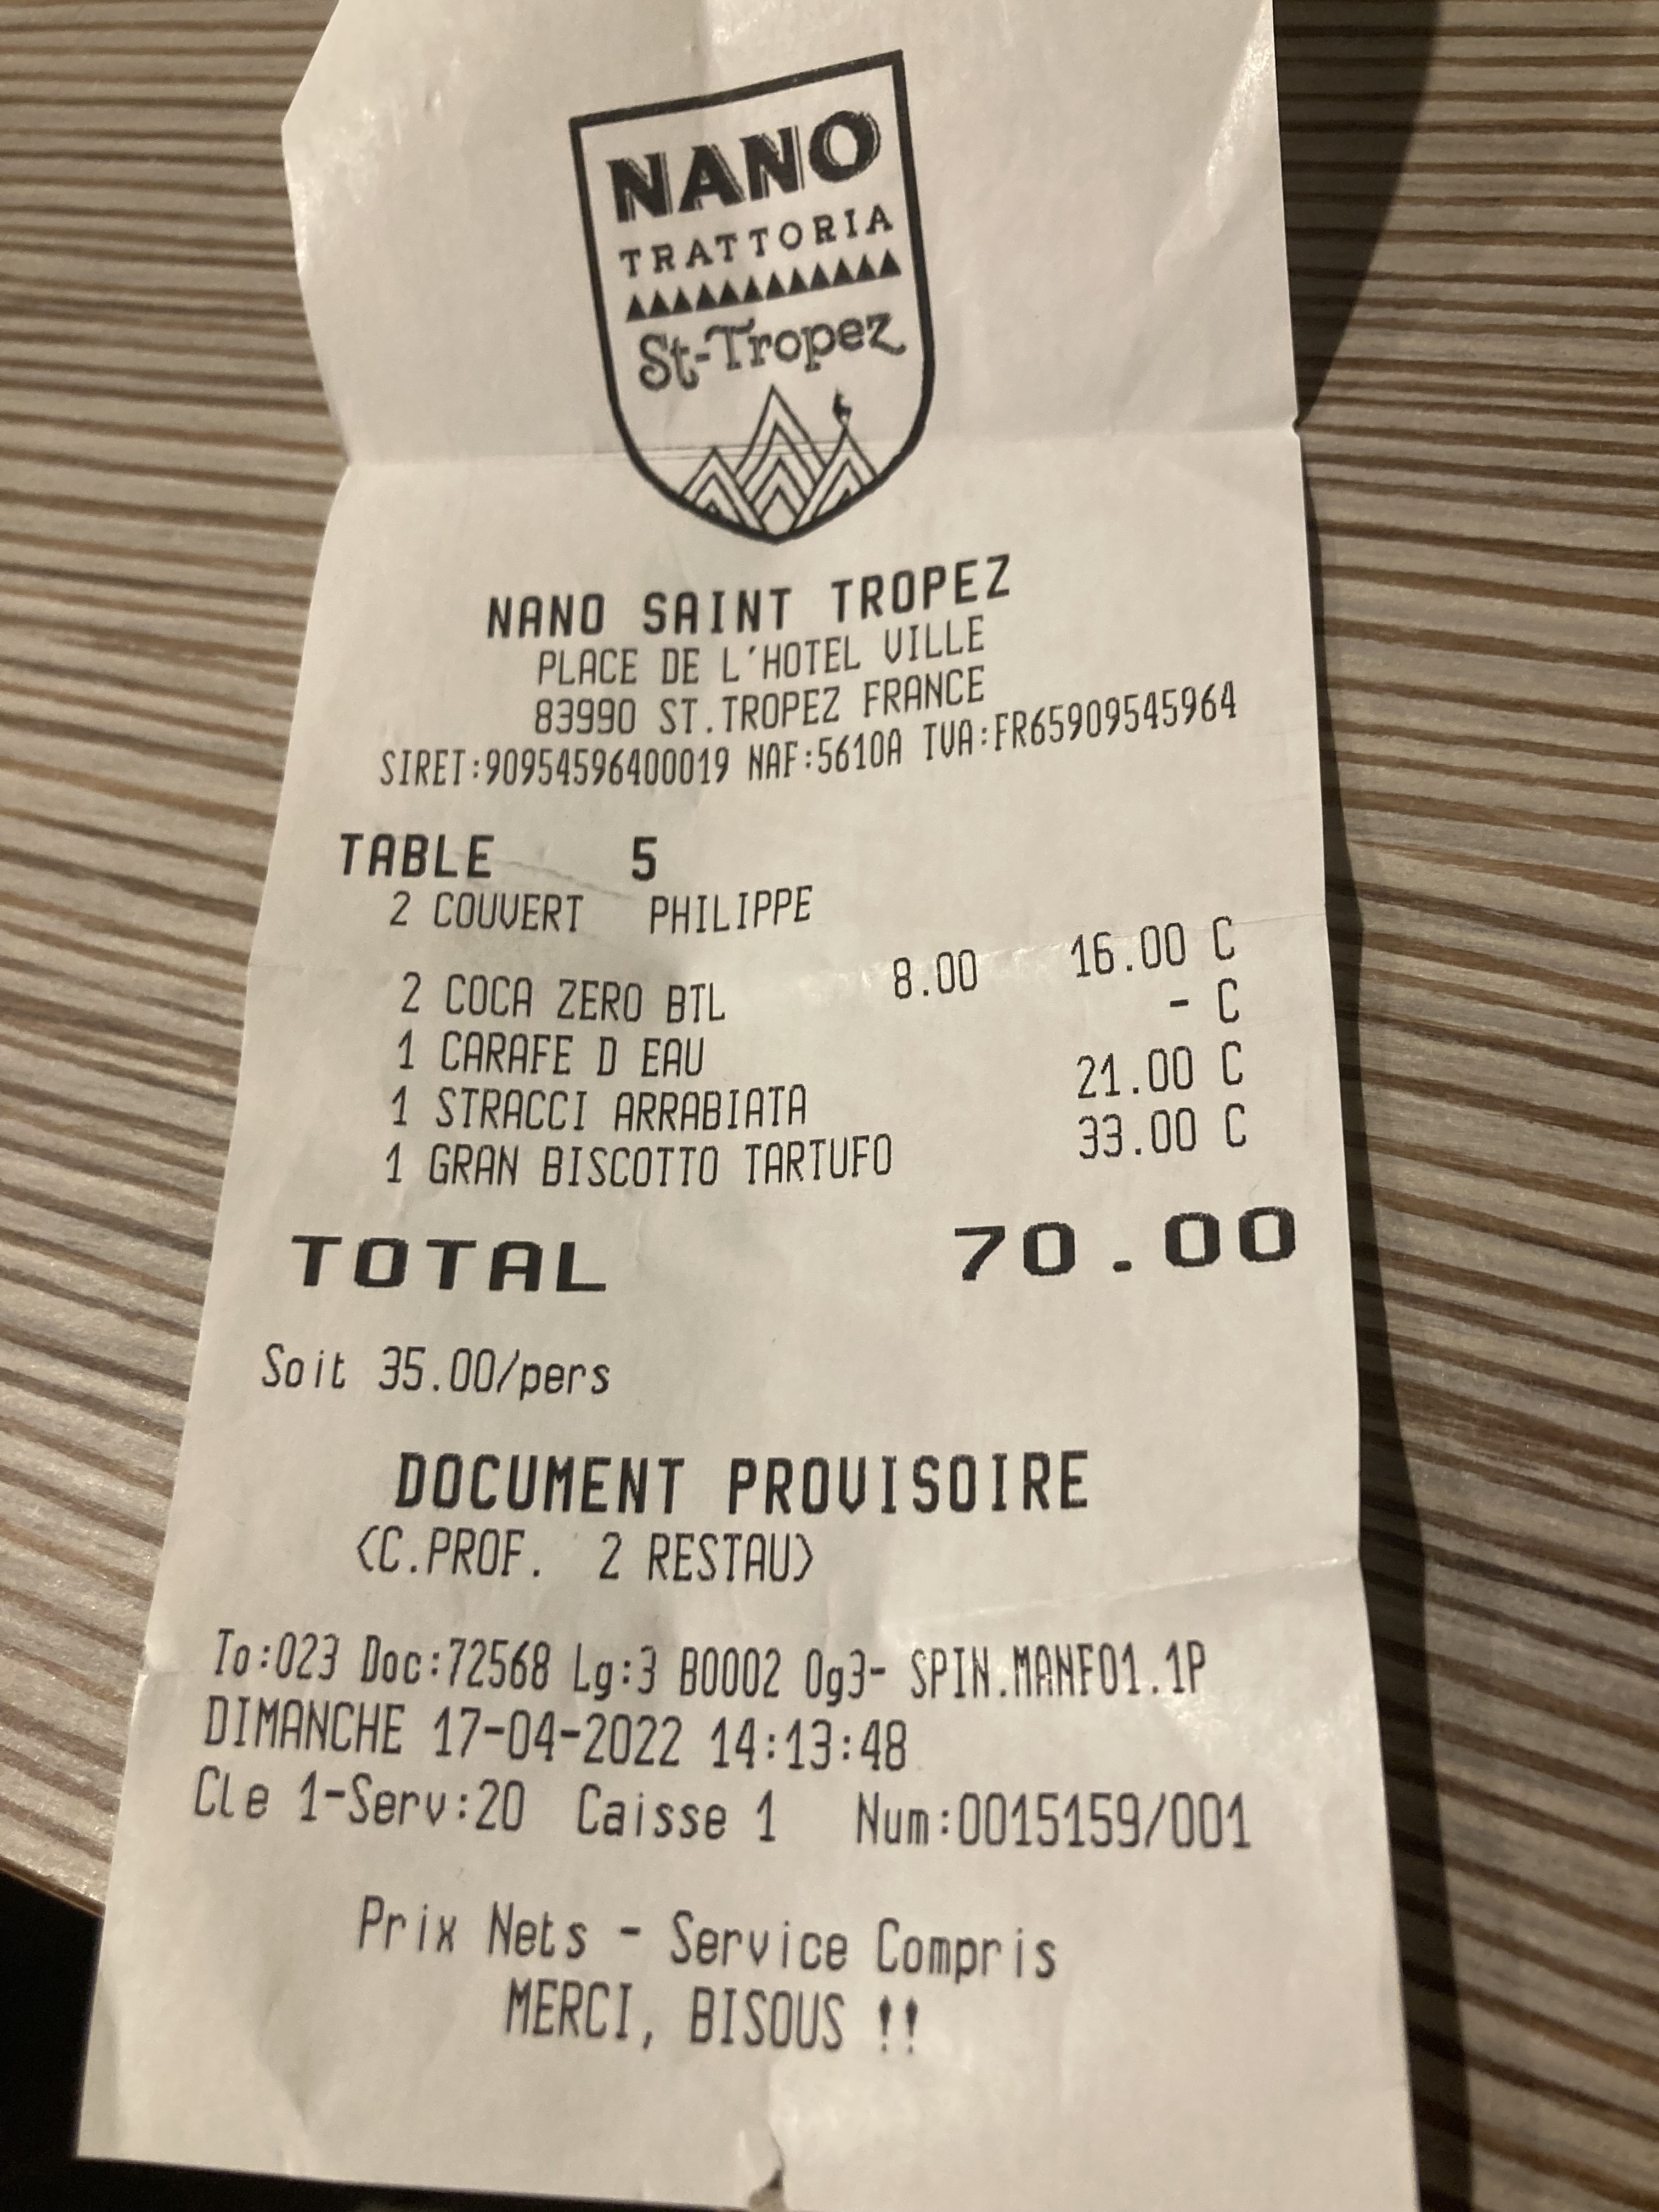 NANO
TRATTORIA
St-Tropez
NANO SAINT TROPEZ
PLACE DE L'HOTEL VILLE
83990 ST.TROPEZ FRANCE
SIRET:90954596400019 NAF:5610A TVA:FR65909545964
TABLE 5
2 COUVERT PHILIPPE
2 COCA ZERO BTL 8.00 16.00 C
1 CARAFE D EAU - C
1 STRACCI ARRABIATA 21.00 C
1 GRAN BISCOTTO TARTUFO 33.00 C
TOTAL 70.00
Soit 35.00/pers
DOCUMENT PROVISOIRE
<C.PROF. 2 RESTAU>
To:023 Doc:72568 Lg:3 B0002 Og3- SPIN.MANF01.1P
DIMANCHE 17-04-2022 14:13:48
Cle 1-Serv:20 Caisse 1 Num:0015159/001
Prix Nets - Service Compris
MERCI, BISOUS !!